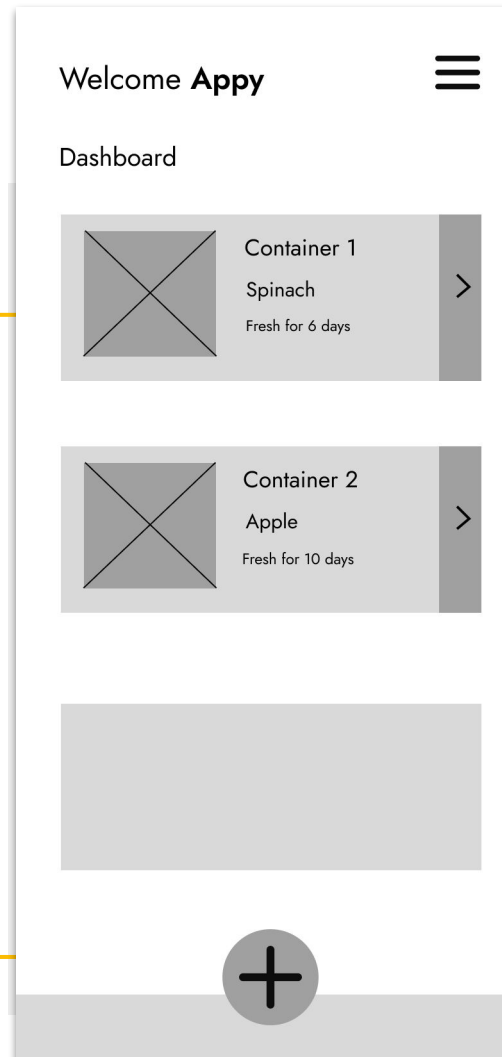 Welcome Appy
Dashboard
Container 1
Spinach
Fresh for 6 days
Container 2
Apple
Fresh for 10 days